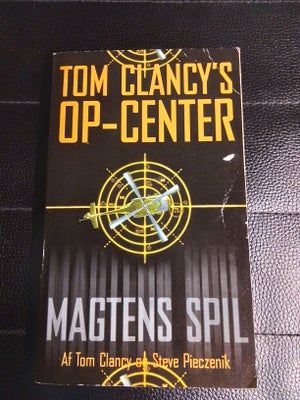 TOM CLANCY'S
OP-CENTER
MAGTENS SPIL
Af Tom Clancy og Steve Pieczenik